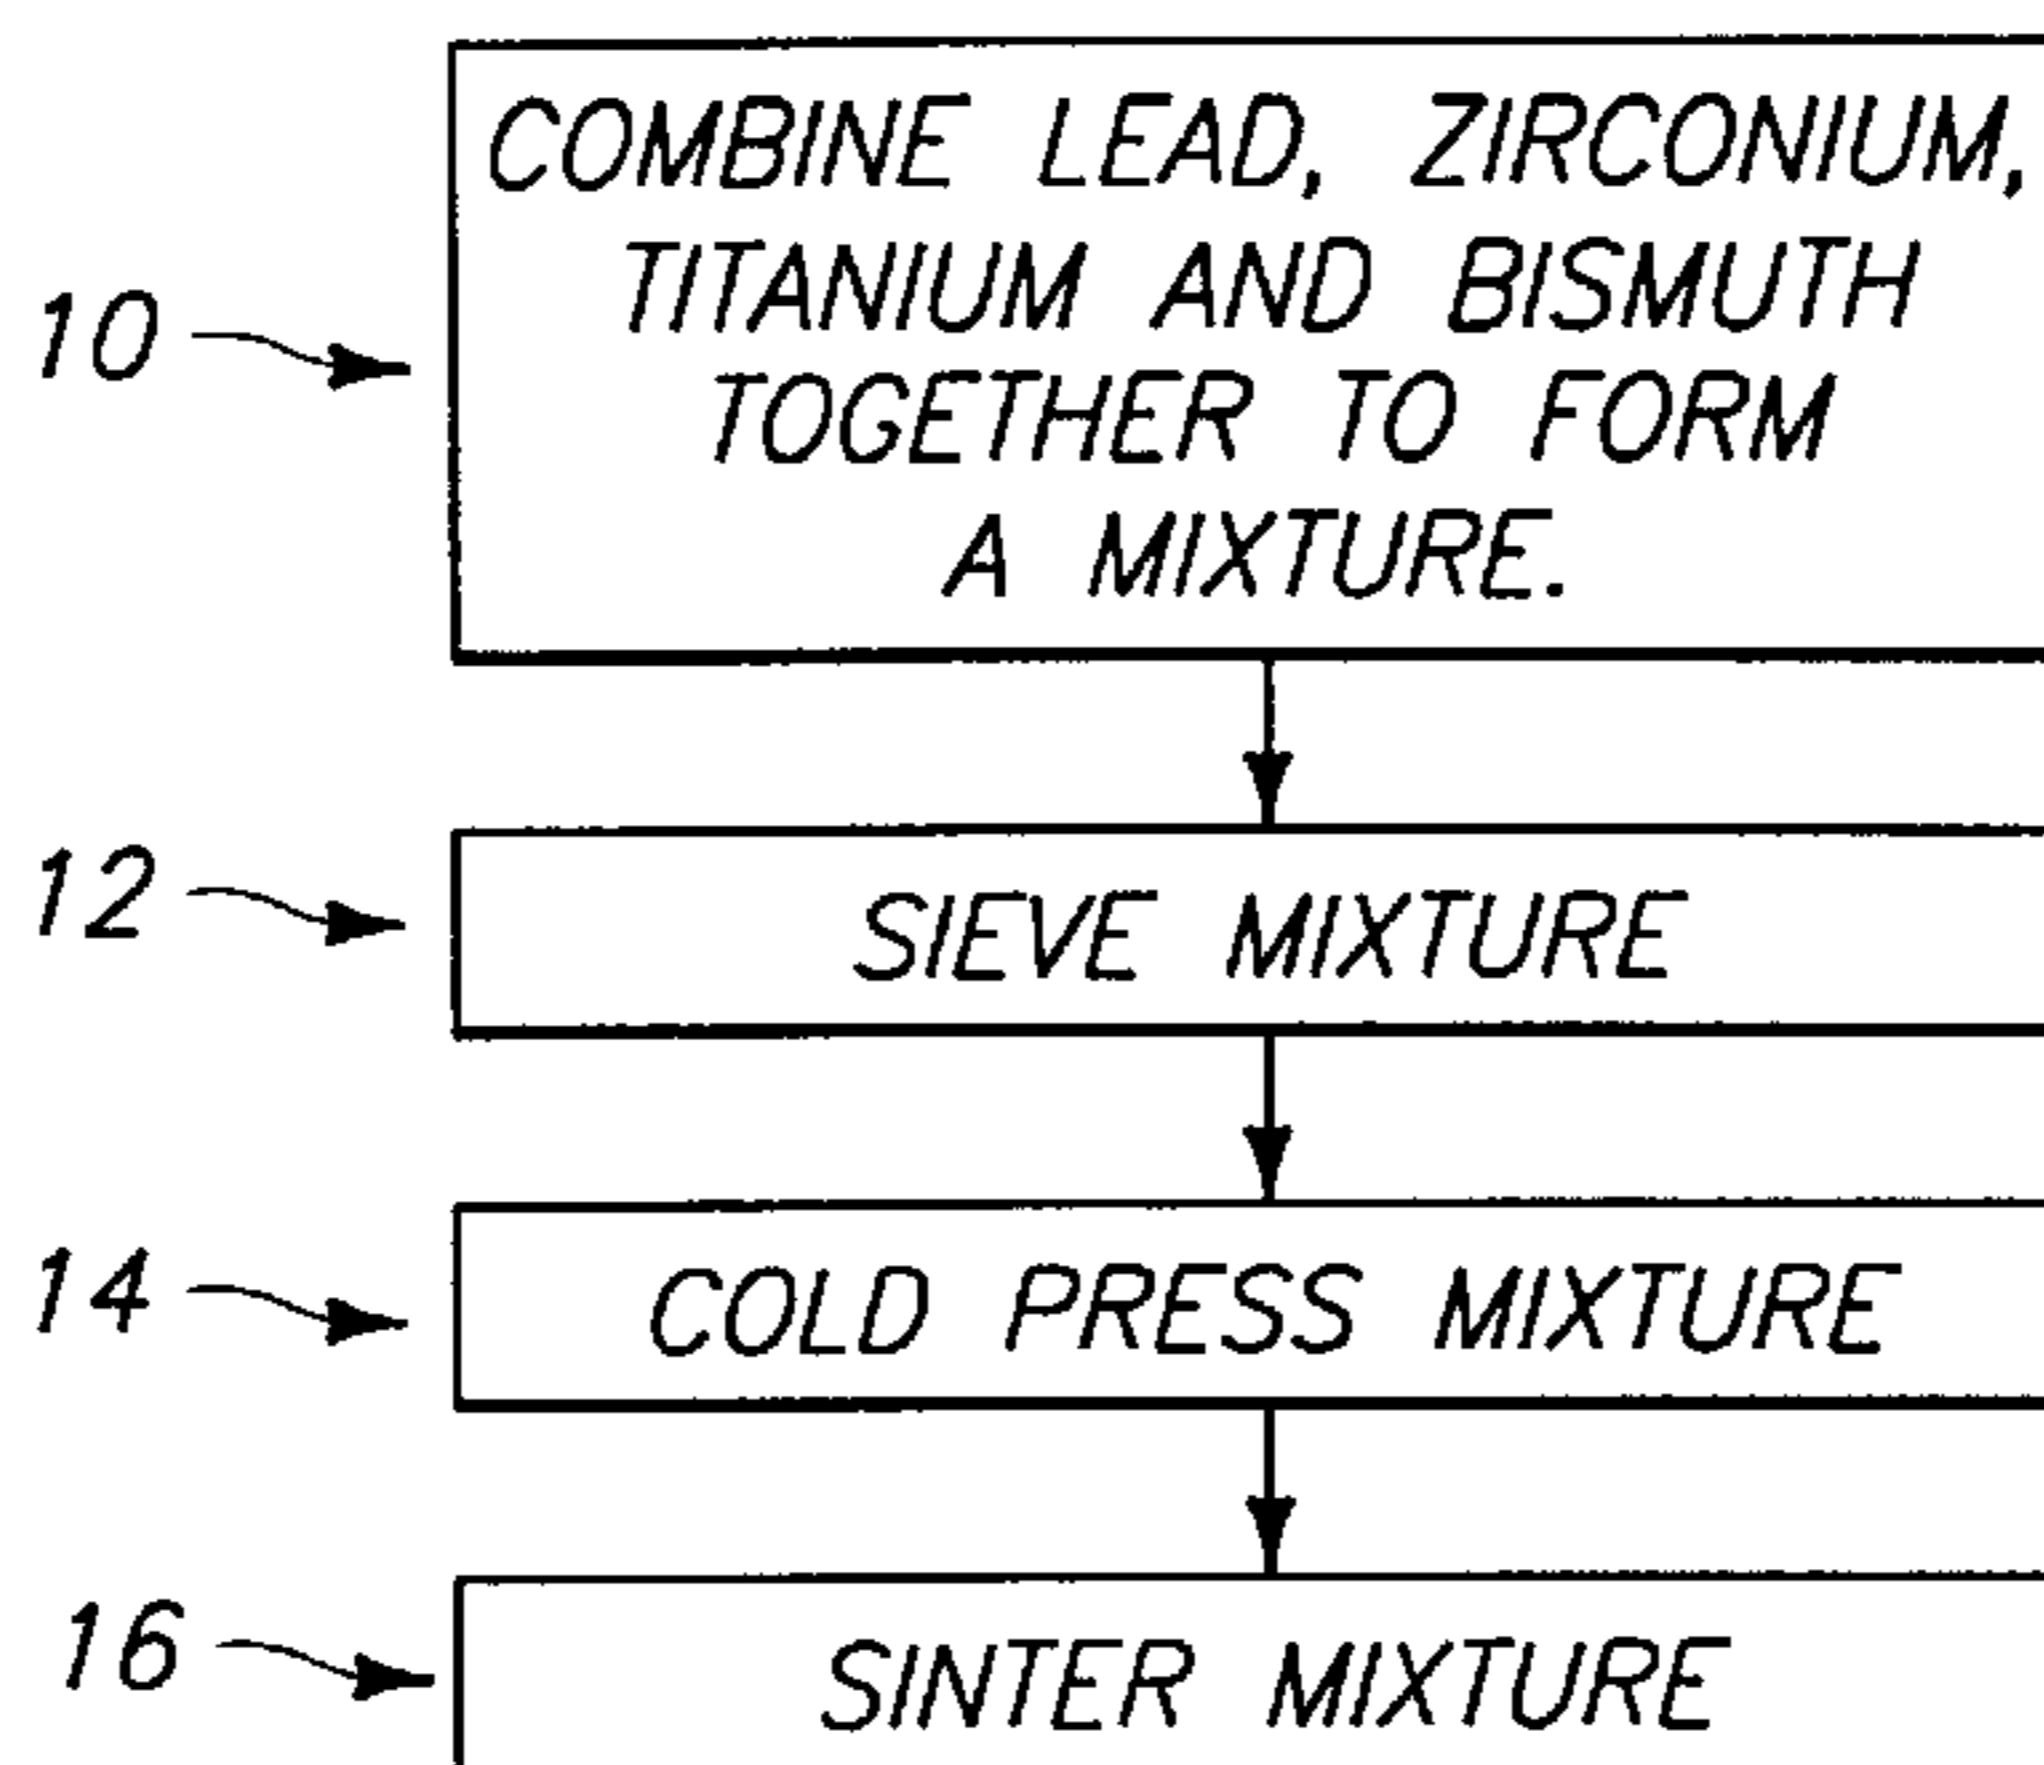 COMBINE LEAD, ZIRCONIUM,
TITANIUM AND BISMUTH
10
TOGETHER TO FORM
A MIXTURE.
12
SIEVE MIXTURE
14
COLD PRESS MIXTURE
16
SINTER MIXTURE